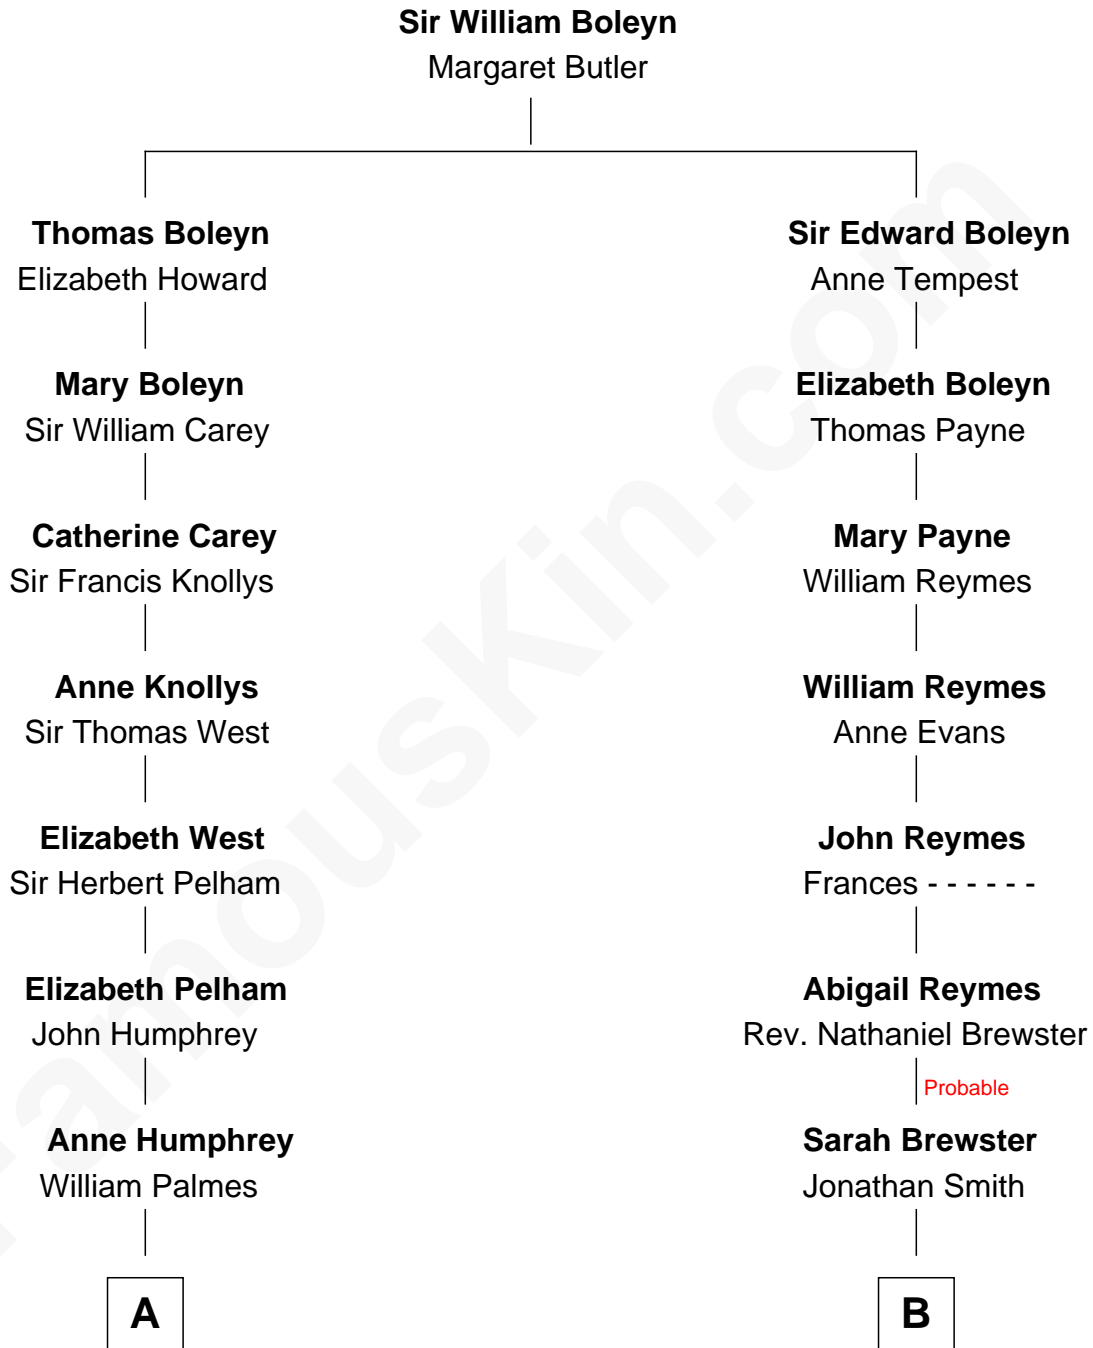 Sir William Boleyn
Margaret Butler
Thomas Boleyn
Elizabeth Howard
Sir Edward Boleyn
Anne Tempest
Mary Boleyn
Sir William Carey
Elizabeth Boleyn
Thomas Payne
Catherine Carey
Sir Francis Knollys
Mary Payne
William Reymes
Anne Knollys
Sir Thomas West
William Reymes
Anne Evans
Elizabeth West
Sir Herbert Pelham
John Reymes
Frances - - - - - -
Elizabeth Pelham
John Humphrey
Abigail Reymes
Rev. Nathaniel Brewster
Probable
Anne Humphrey
William Palmes
Sarah Brewster
Jonathan Smith
A
B
FamousKin.com